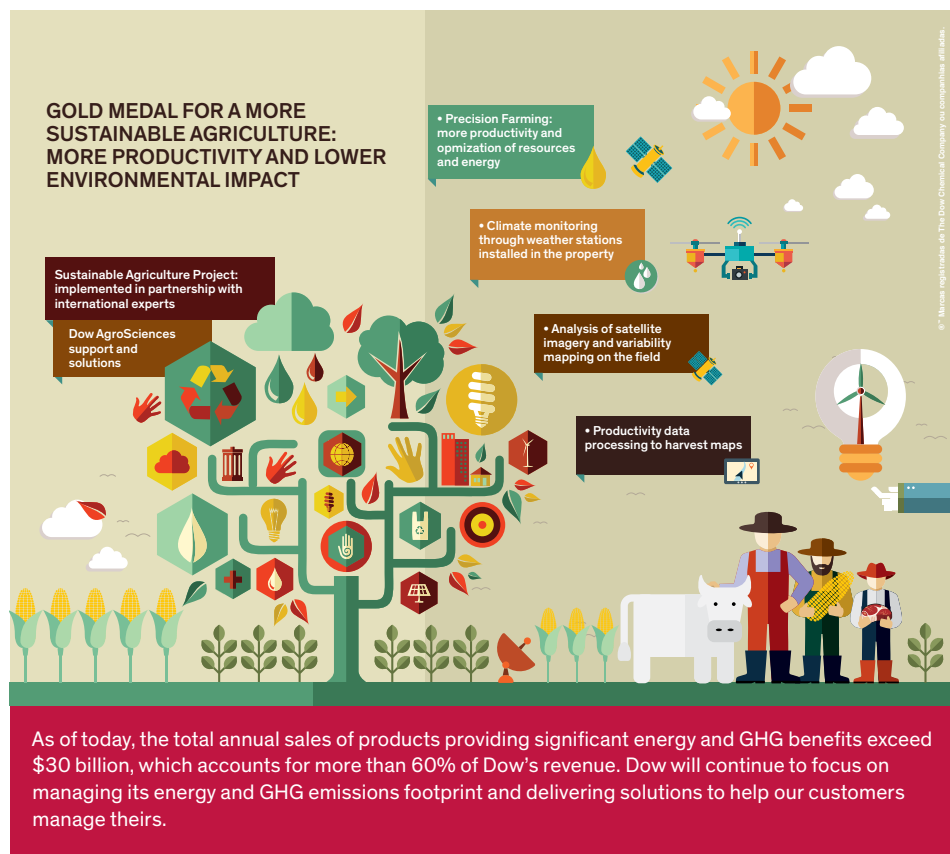 GOLD MEDAL FOR A MORE
SUSTAINABLE AGRICULTURE:
MORE PRODUCTIVITY AND LOWER
ENVIRONMENTAL IMPACT
Sustainable Agriculture Project:
implemented in partnership with
international experts
Dow AgroSciences
support and
solutions
• Precision Farming:
more productivity and
opmization of resources
and energy
• Climate monitoring
through weather stations
installed in the property
• Analysis of satellite
imagery and variability
mapping on the field
• Productivity data
processing to harvest maps
®™ Marcas registradas de The Dow Chemical Company ou companhias afiliadas.
As of today, the total annual sales of products providing significant energy and GHG benefits exceed
$30 billion, which accounts for more than 60% of Dow’s revenue. Dow will continue to focus on
managing its energy and GHG emissions footprint and delivering solutions to help our customers
manage theirs.